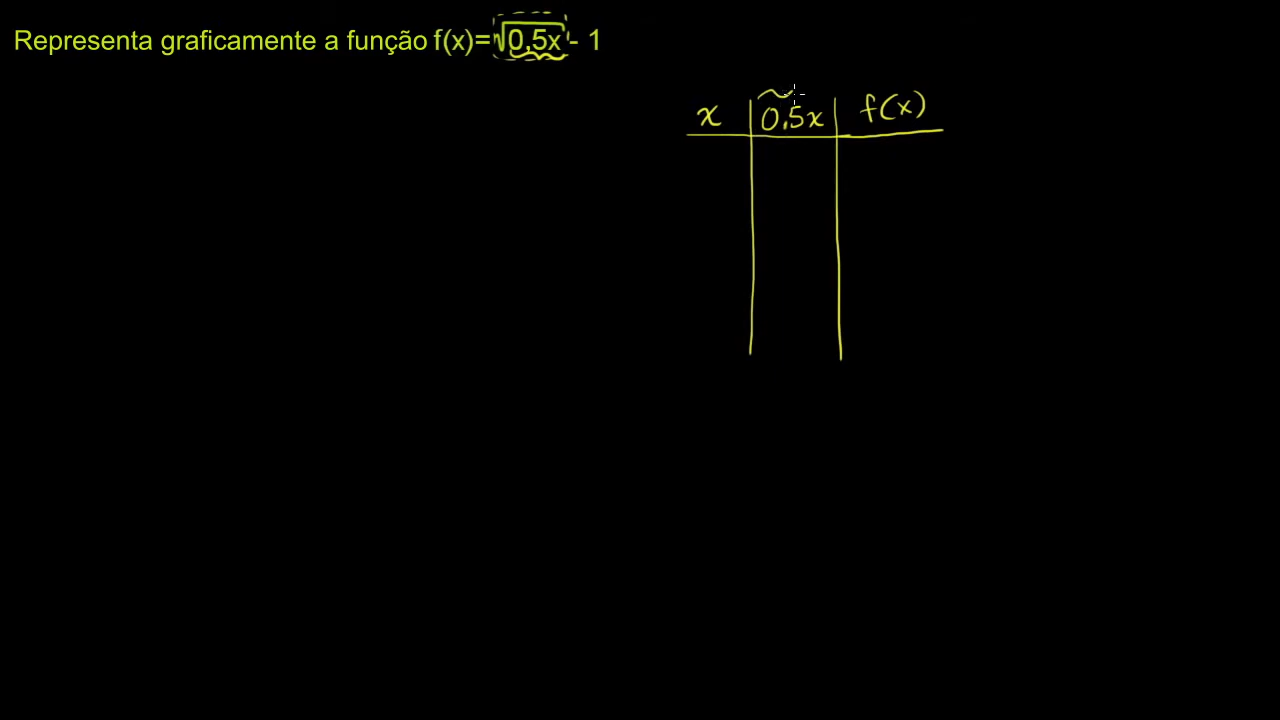 Representa graficamente a função f(x)=√0,5x - 1
x 0,5x f(x)